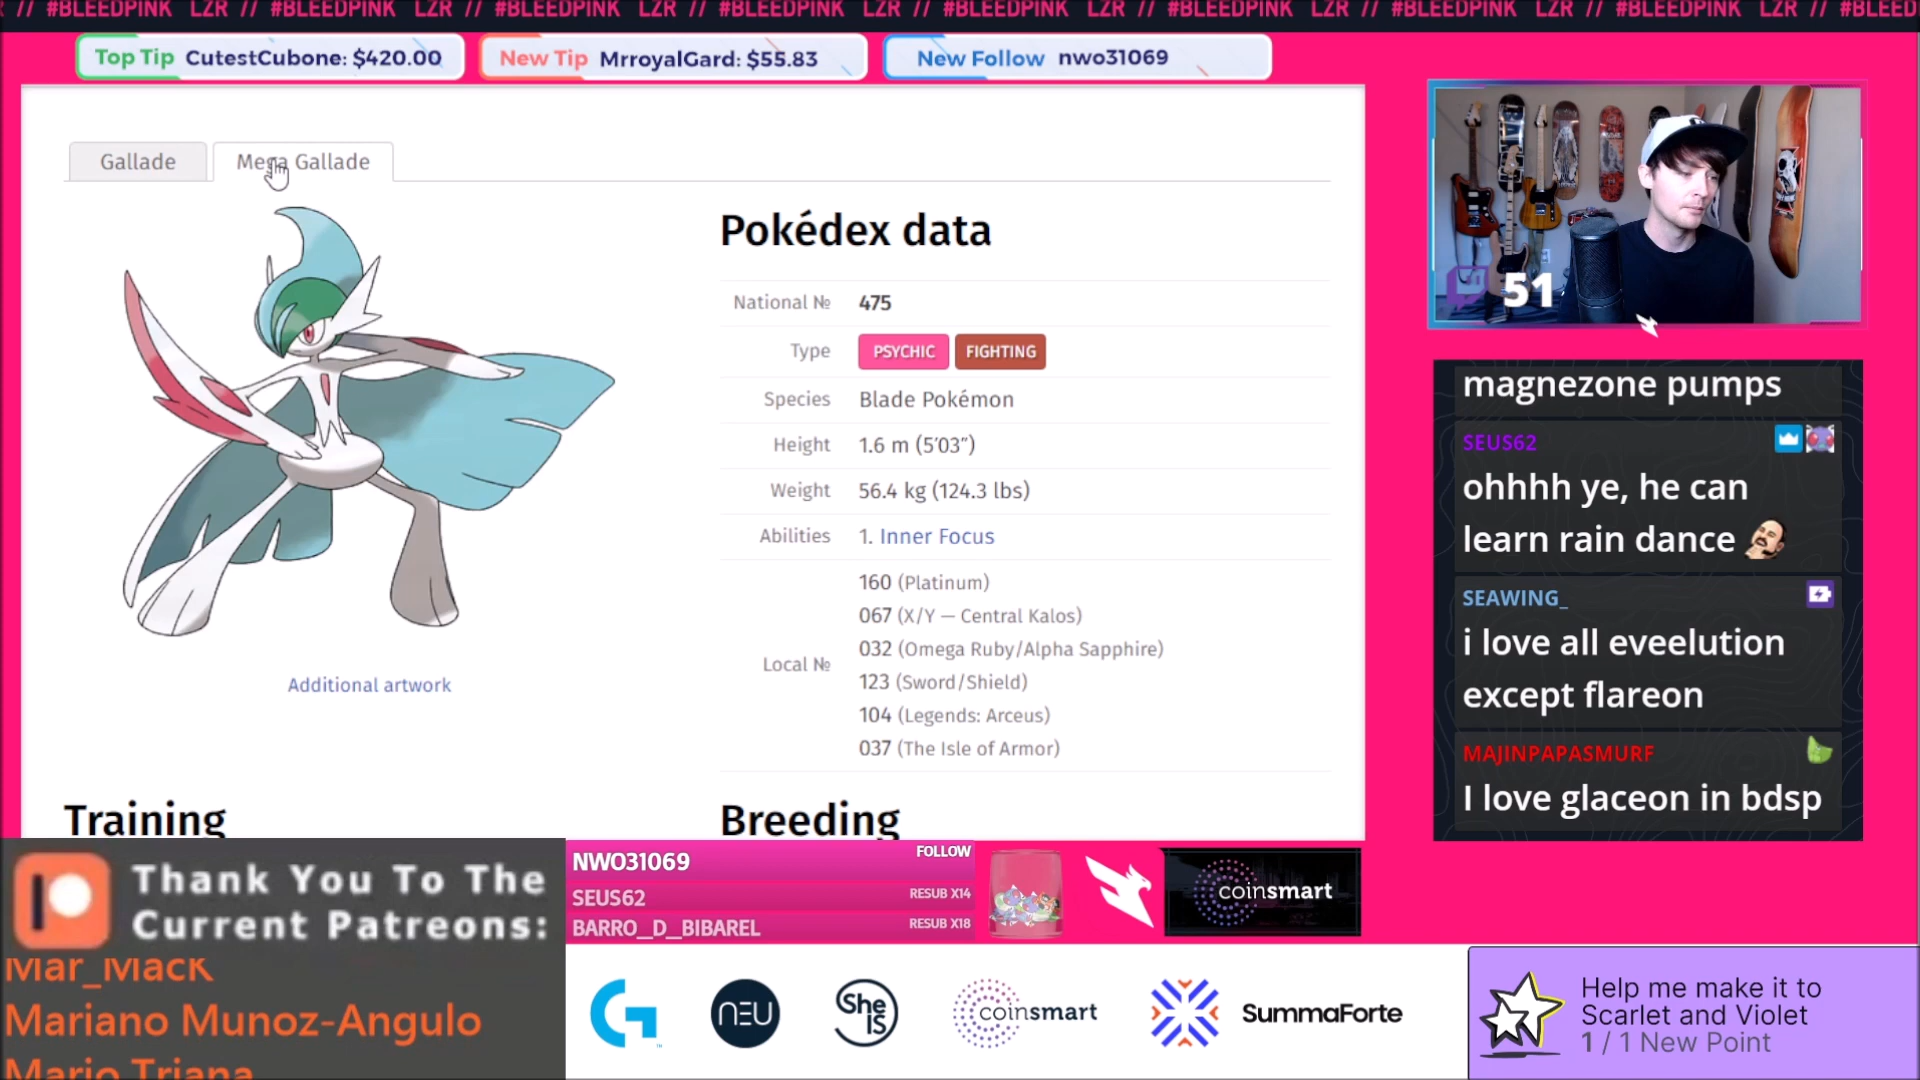 // #BLEEDPINK LZR // #BLEEDPINK LZR // #BLEEDPINK LZR // #BLEEDPINK LZR // #BLEEDPINK LZR // #BLEEDPINK LZR // #BLEEDPINK LZR // #BLEEDPINK LZR // #BLEED
Top Tip CutestCubone: $420.00
New Tip MrroyalGard: $55.83
New Follow nwo31069
Gallade
Mega Gallade
Pokédex data
National № 475
Type PSYCHIC FIGHTING
Species Blade Pokémon
Height 1.6 m (5′03″)
Weight 56.4 kg (124.3 lbs)
Abilities 1. Inner Focus
Local №
160 (Platinum)
067 (X/Y — Central Kalos)
032 (Omega Ruby/Alpha Sapphire)
123 (Sword/Shield)
104 (Legends: Arceus)
037 (The Isle of Armor)
Additional artwork
Training
Breeding
51
magnezone pumps
SEUS62
ohhhh ye, he can
learn rain dance
SEAWING_
i love all eveelution
except flareon
MAJINPAPASMURF
I love glaceon in bdsp
Thank You To The
Current Patreons:
Mar_Mack
Mariano Munoz-Angulo
Mario Triana
NWO31069 FOLLOW
SEUS62 RESUB X14
BARRO_D_BIBAREL RESUB X18
coinsmart
G
NEU
She
IS
coinsmart
SummaForte
Help me make it to
Scarlet and Violet
1 / 1 New Point